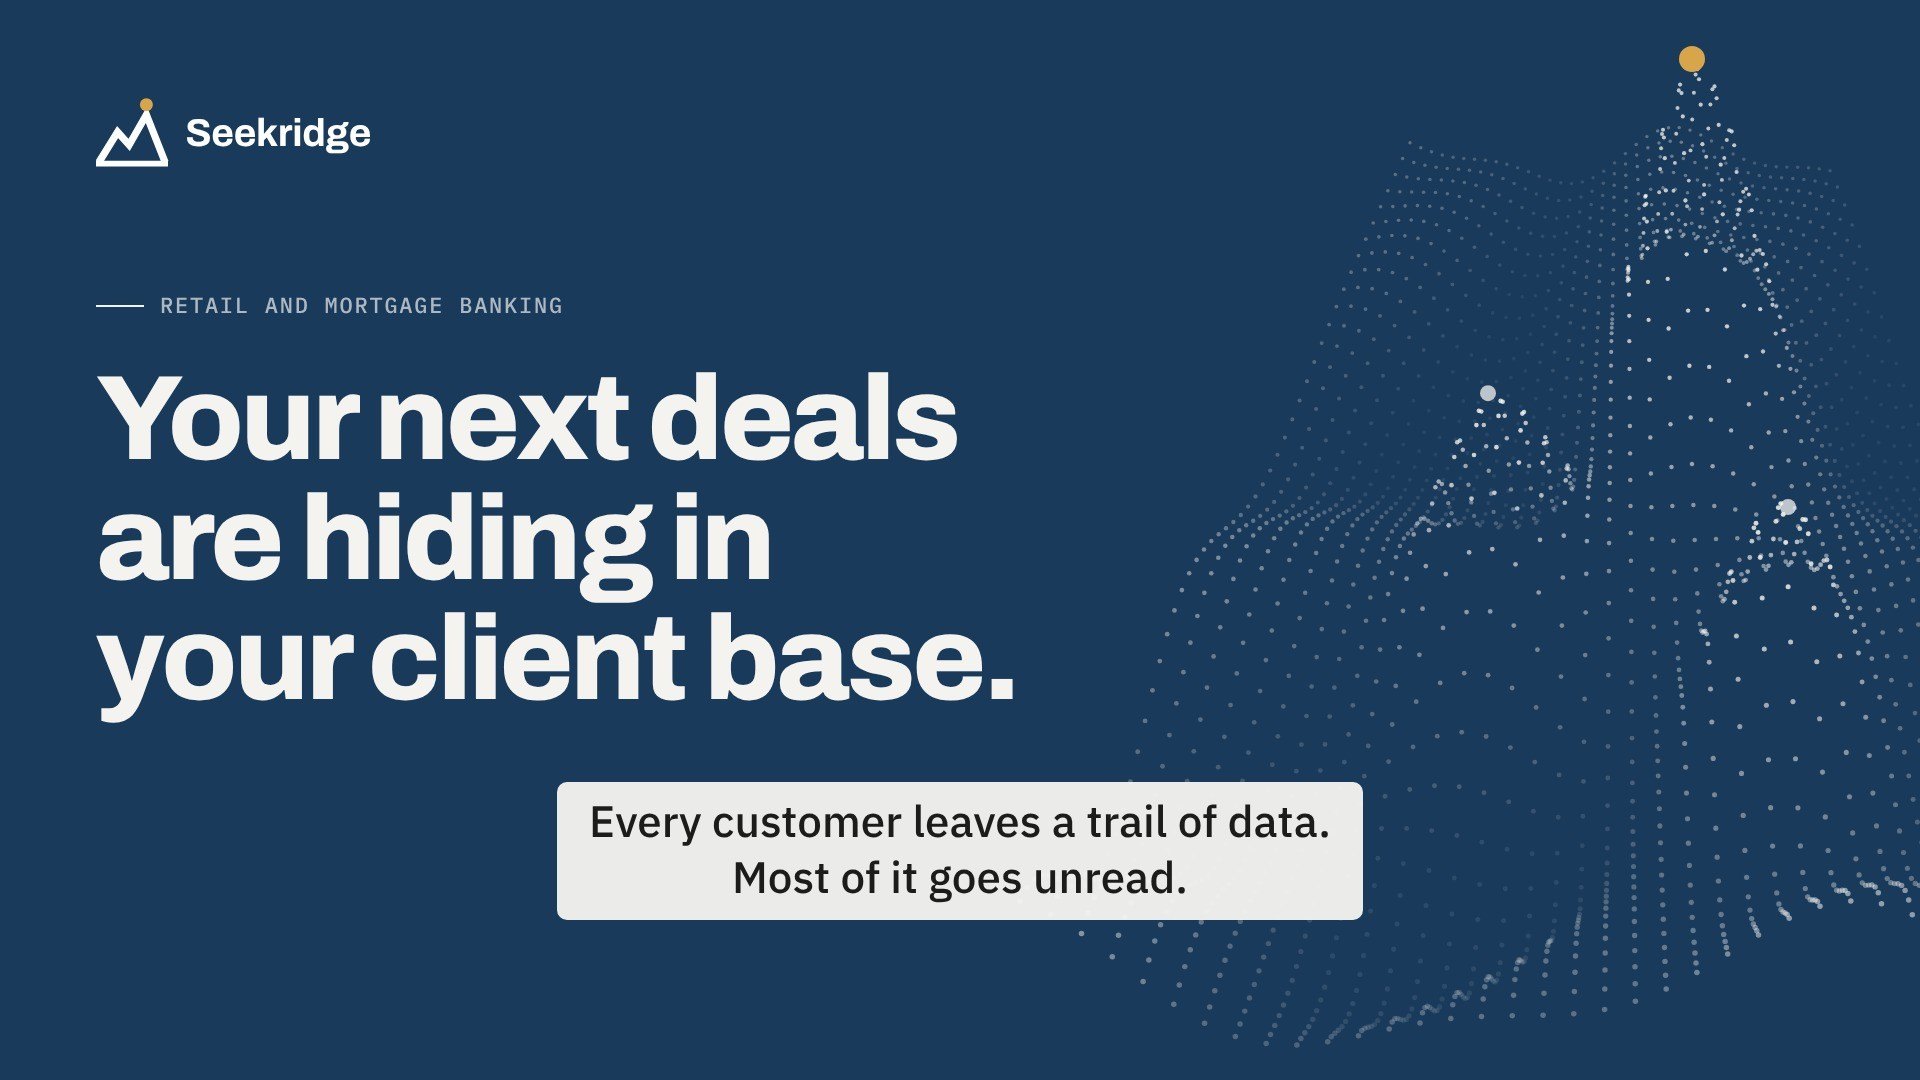 Seekridge
RETAIL AND MORTGAGE BANKING
Your next deals
are hiding in
your client base.
Every customer leaves a trail of data.
Most of it goes unread.